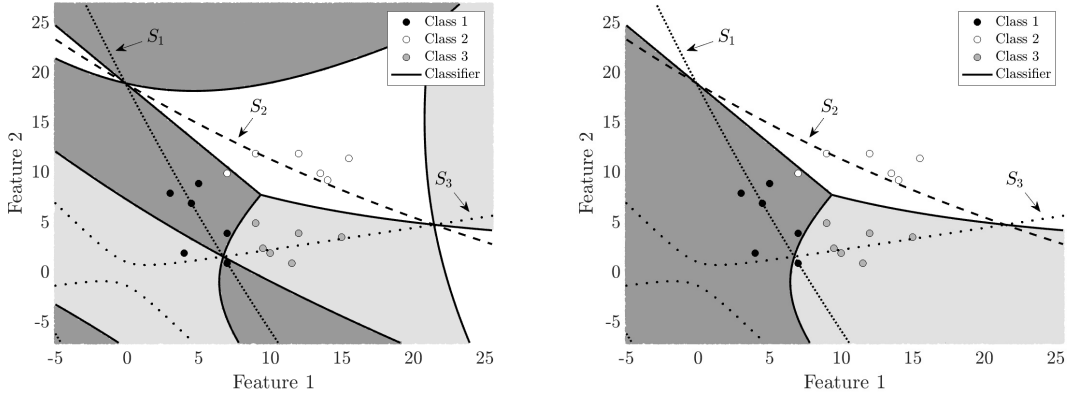 25
20
15
10
5
0
-5
-5 0 5 10 15 20 25
Feature 2
Feature 1
S1
S2
S3
Class 1
Class 2
Class 3
Classifier
25
20
15
10
5
0
-5
-5 0 5 10 15 20 25
Feature 2
Feature 1
S1
S2
S3
Class 1
Class 2
Class 3
Classifier